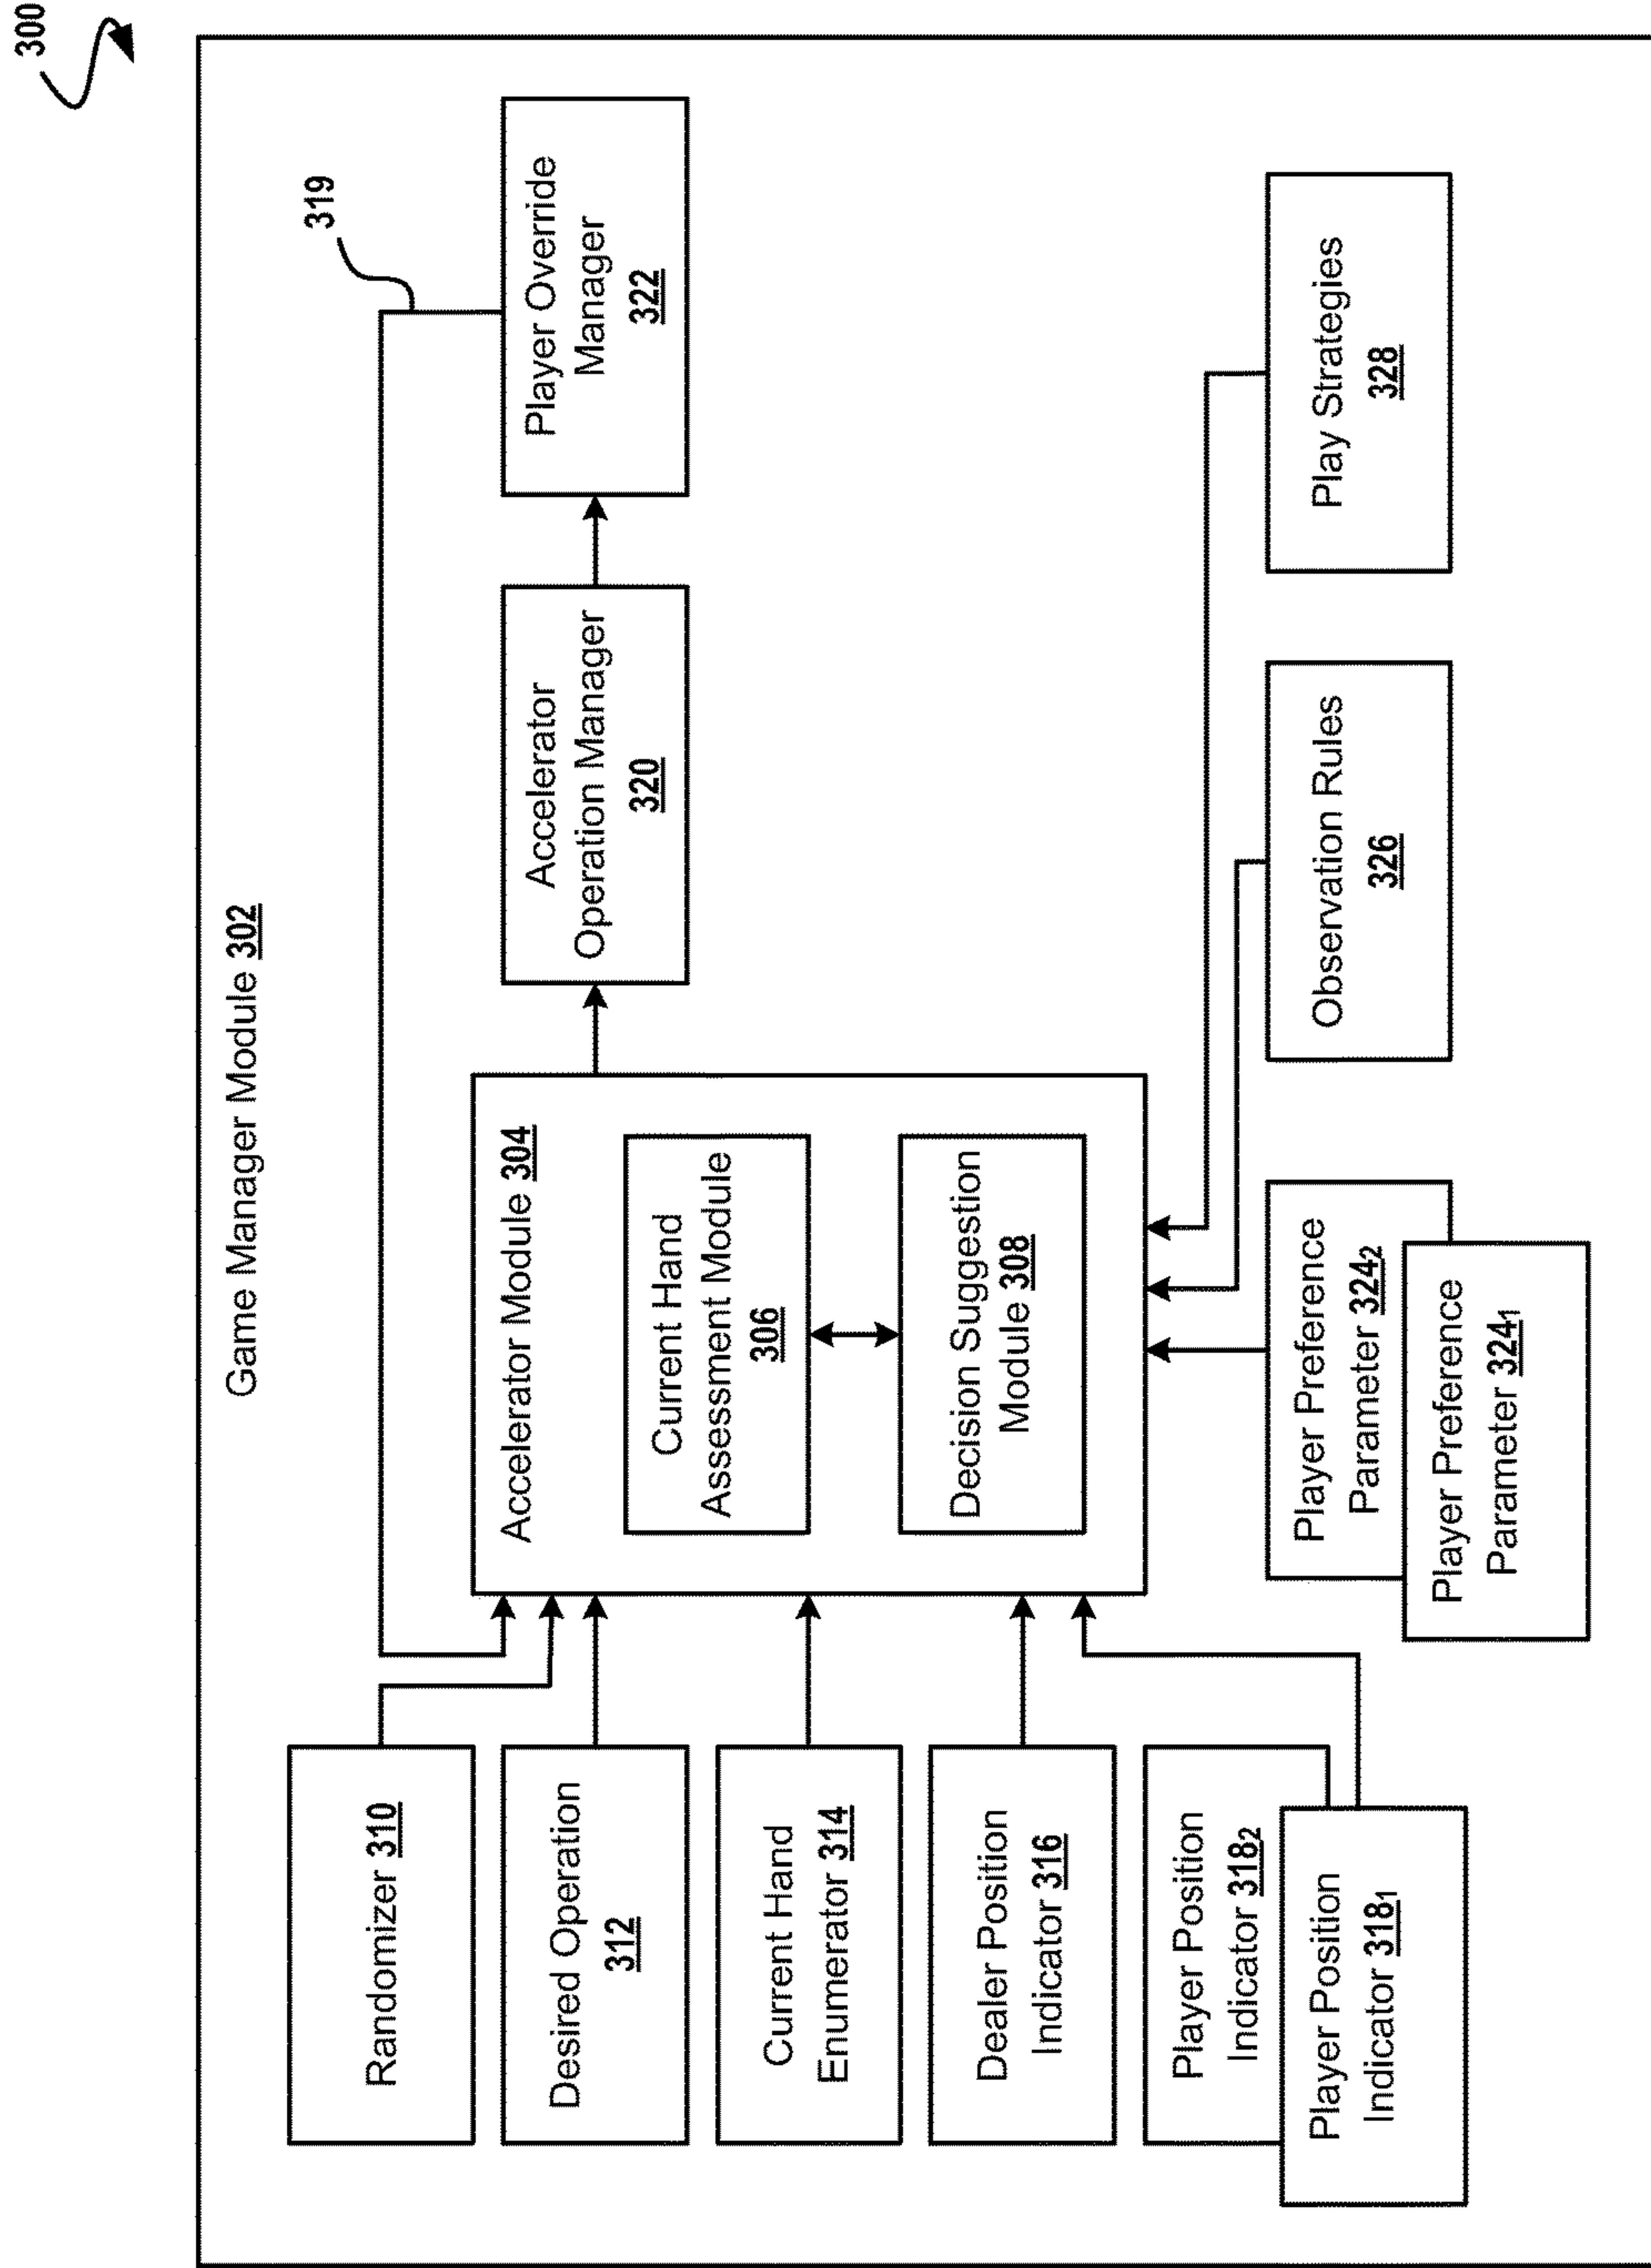 300
Game Manager Module 302
319
Randomizer 310
Desired Operation
312
Current Hand
Enumerator 314
Dealer Position
Indicator 316
Player Position
Indicator 318₂
Player Position
Indicator 318₁
Accelerator Module 304
Current Hand
Assessment Module
306
Decision Suggestion
Module 308
Accelerator
Operation Manager
320
Player Override
Manager
322
Player Preference
Parameter 324₂
Player Preference
Parameter 324₁
Observation Rules
326
Play Strategies
328